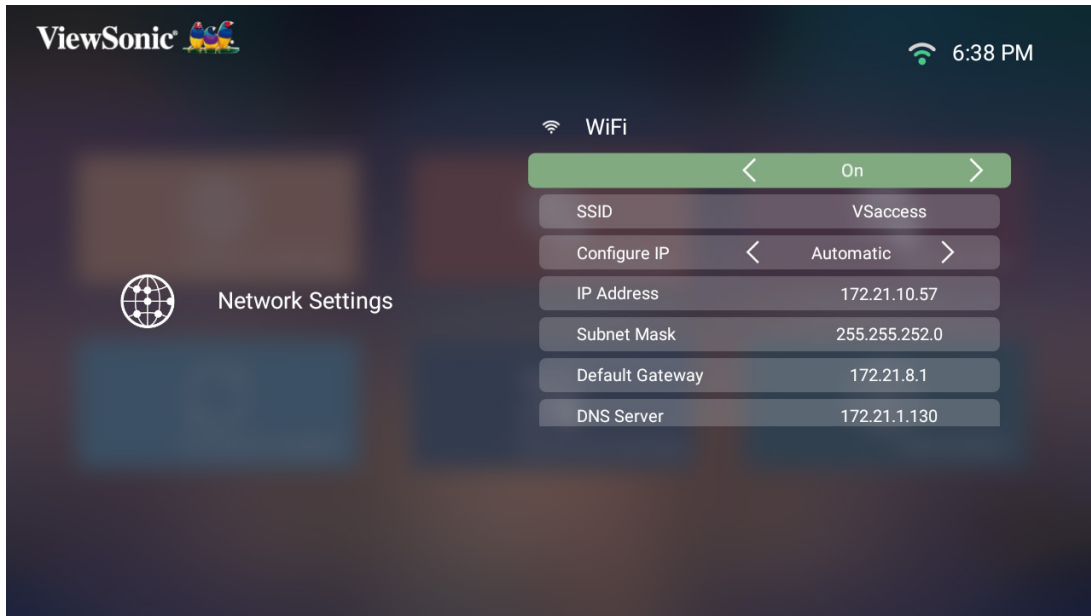 ViewSonic
6:38 PM
WiFi
On
SSID VSaccess
Configure IP Automatic
IP Address 172.21.10.57
Network Settings
Subnet Mask 255.255.252.0
Default Gateway 172.21.8.1
DNS Server 172.21.1.130